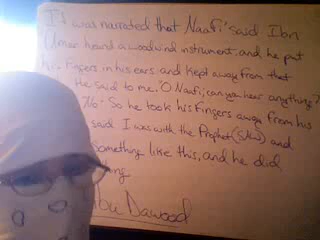 "It was narrated that Naafi' said Ibn
Umar heard a woodwind instrument, and he put
his fingers in his ears and kept away from that
He said to me, "O Naafi, can you hear anything?
"No" So he took his fingers away from his
said I was with the Prophet (saw) and
something like this, and he did
thing
Abu Dawood